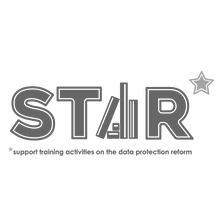 STAR
*support training activities on the data protection reform